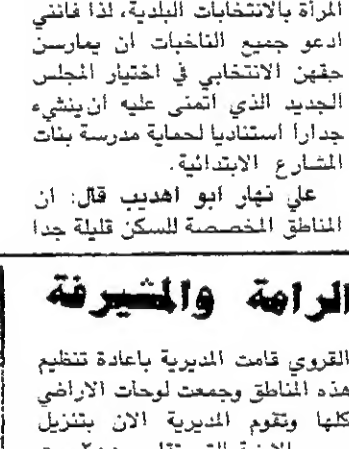 المرأة بالانتخابات البلدية، لذا فانني
ادعو جميع الناخبات ان يمارسن
حقهن الانتخابي في اختيار المجلس
الجديد الذي اتمنى عليه ان ينشيء
جدارا استناديا لحماية مدرسة بنات
المشارع الابتدائية.
علي نهار ابو اهديب قال: ان
المناطق المخصصة للسكن قليلة جدا
الرامة والمشيرفة
القروي قامت المديرية باعادة تنظيم
هذه المناطق وجمعت لوحات الاراضي
كلها وتقوم المديرية الان بتنزيل